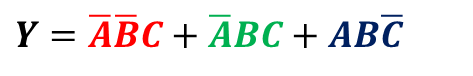 Y = A̅B̅C + A̅BC + ABC̅